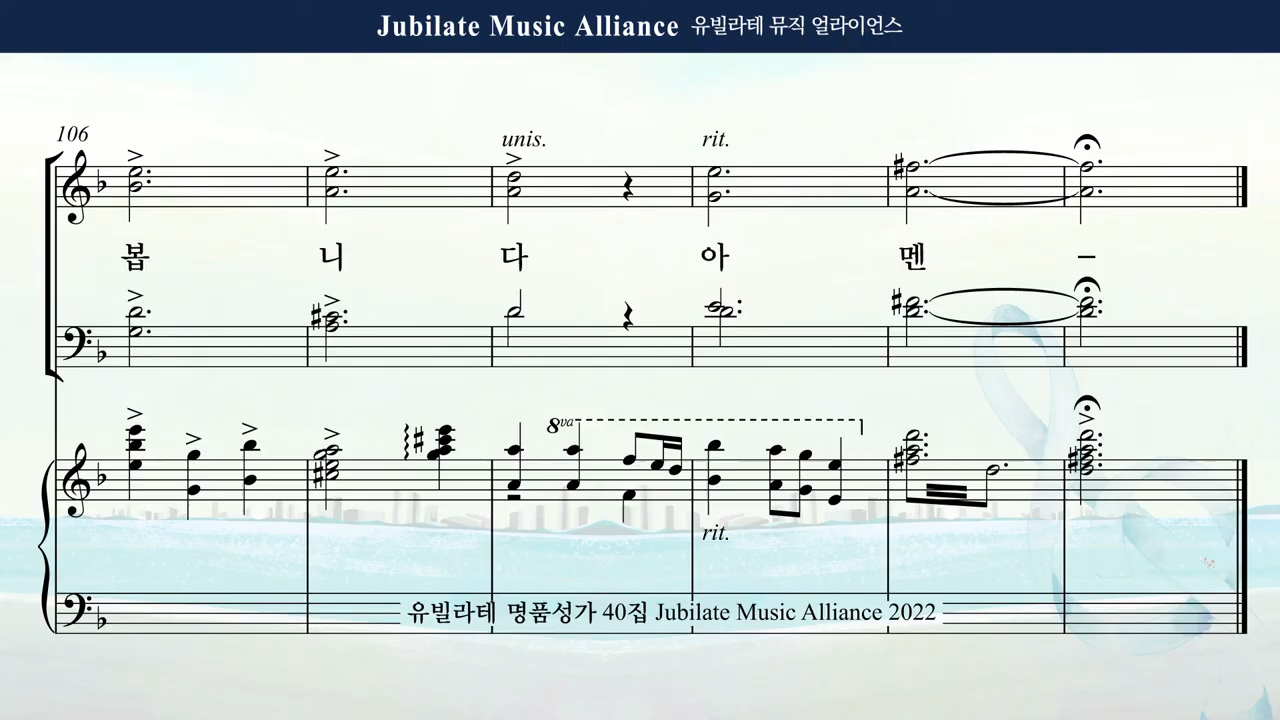 Jubilate Music Alliance 유빌라테 뮤직 얼라이언스
106
unis.
rit.
봅 니 다 아 멘 –
8va
rit.
유빌라테 명품성가 40집 Jubilate Music Alliance 2022